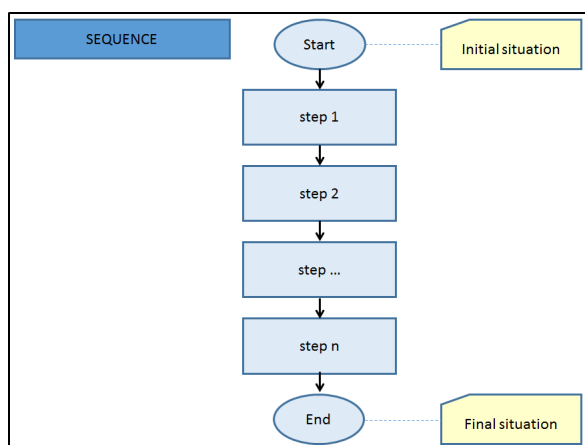 SEQUENCE
Start
Initial situation
step 1
step 2
step ...
step n
End
Final situation